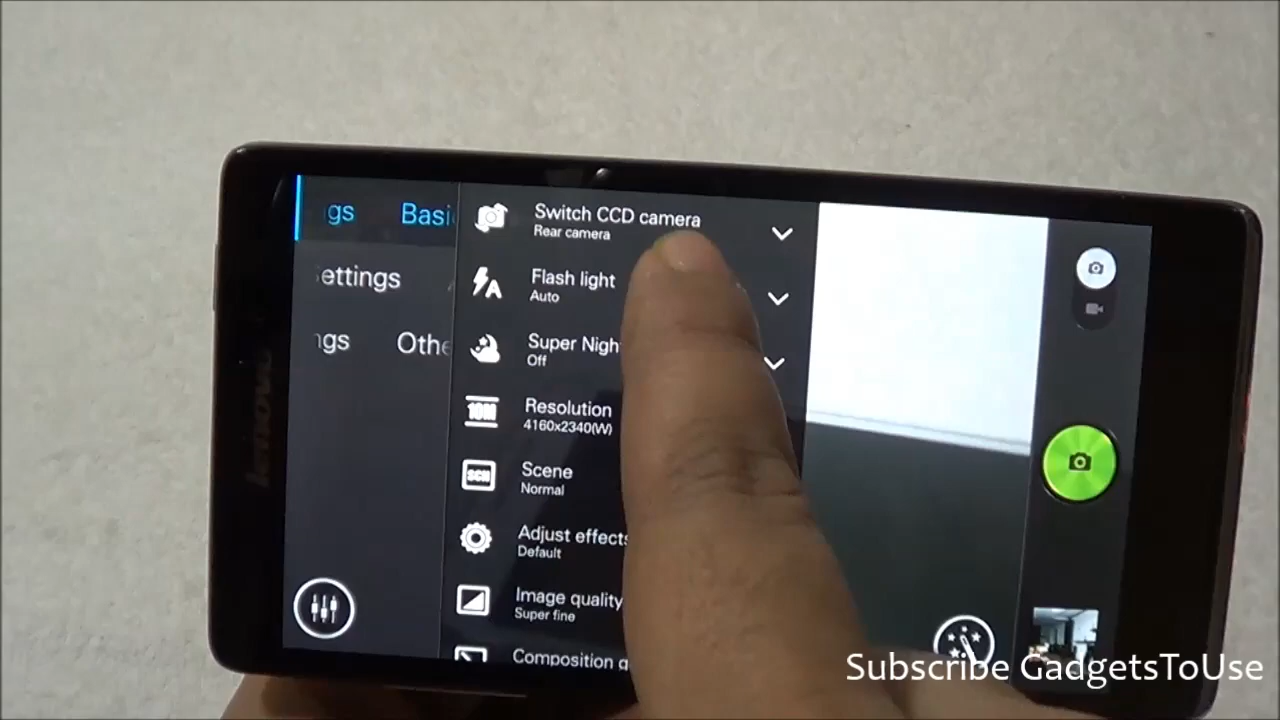 gs Basi
Switch CCD camera
Rear camera
ettings
Flash light
Auto
ngs Othe
Super Nigh
Off
10M
Resolution
4160x2340(W)
SCN
Scene
Normal
Adjust effects
Default
Image quality
Super fine
Composition g
lenovo
Subscribe GadgetsToUse